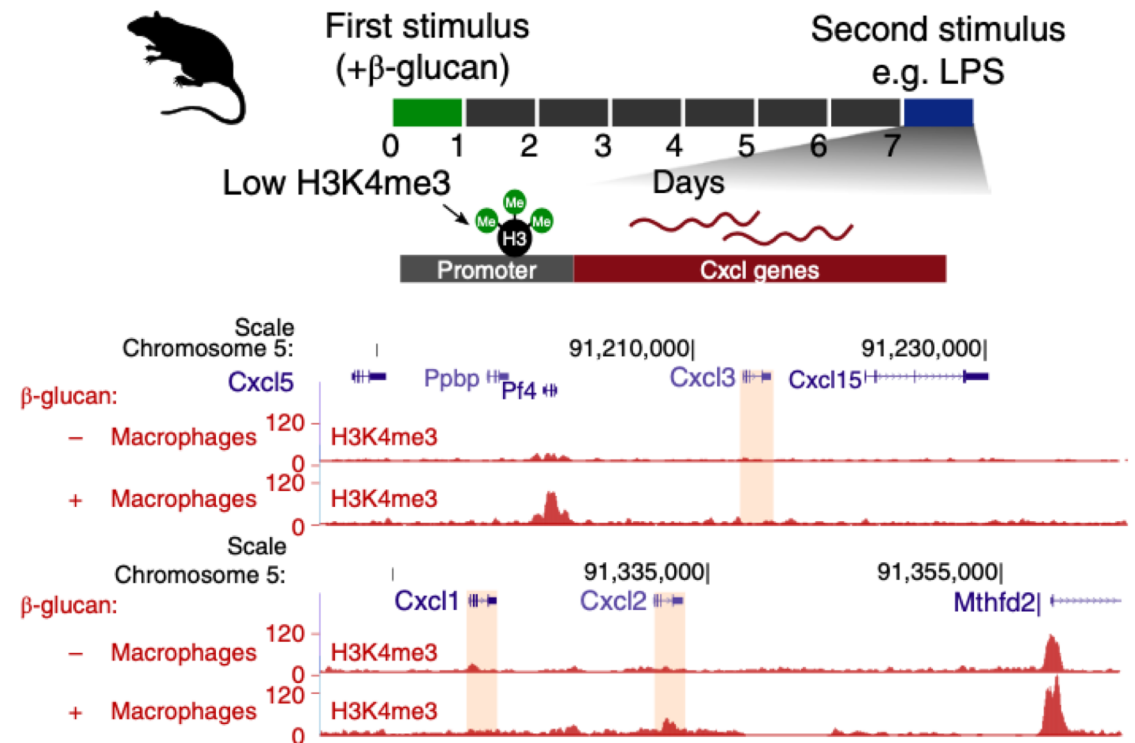 First stimulus
(+β-glucan)
Second stimulus
e.g. LPS
0 1 2 3 4 5 6 7
Days
Low H3K4me3
Me
Me Me
H3
Promoter Cxcl genes
Scale
Chromosome 5: | 91,210,000| 91,230,000|
Cxcl5 Ppbp Pf4 Cxcl3 Cxcl15
β-glucan:
120
− Macrophages H3K4me3
0
120
+ Macrophages H3K4me3
0
Scale
Chromosome 5: | 91,335,000| 91,355,000|
β-glucan: Cxcl1 Cxcl2 Mthfd2|
120
− Macrophages H3K4me3
0
120
+ Macrophages H3K4me3
0